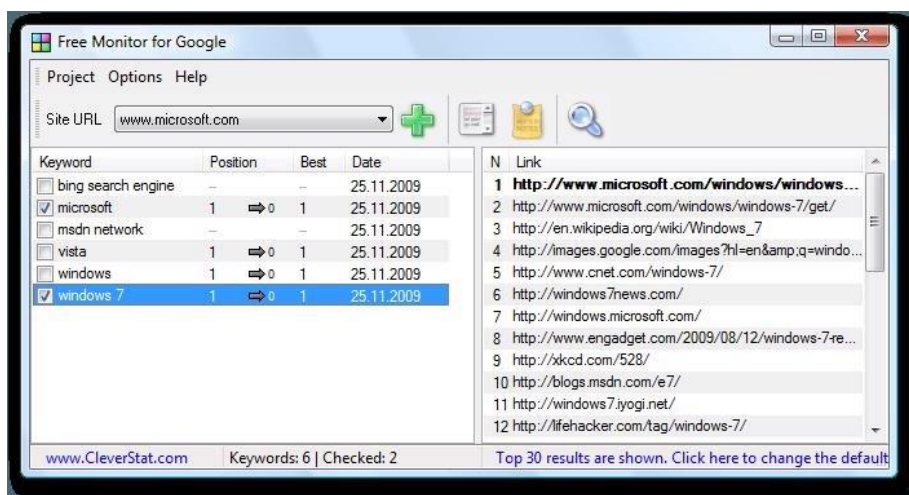 Free Monitor for Google
Project Options Help
Site URL www.microsoft.com
Keyword Position Best Date
bing search engine – – 25.11.2009
microsoft 1 0 1 25.11.2009
msdn network – – 25.11.2009
vista 1 0 1 25.11.2009
windows 1 0 1 25.11.2009
windows 7 1 0 1 25.11.2009
N Link
1 http://www.microsoft.com/windows/windows...
2 http://www.microsoft.com/windows/windows-7/get/
3 http://en.wikipedia.org/wiki/Windows_7
4 http://images.google.com/images?hl=en&amp;q=windo...
5 http://www.cnet.com/windows-7/
6 http://windows7news.com/
7 http://windows.microsoft.com/
8 http://www.engadget.com/2009/08/12/windows-7-re...
9 http://xkcd.com/528/
10 http://blogs.msdn.com/e7/
11 http://windows7.iyogi.net/
12 http://lifehacker.com/tag/windows-7/
www.CleverStat.com Keywords: 6 | Checked: 2 Top 30 results are shown. Click here to change the default